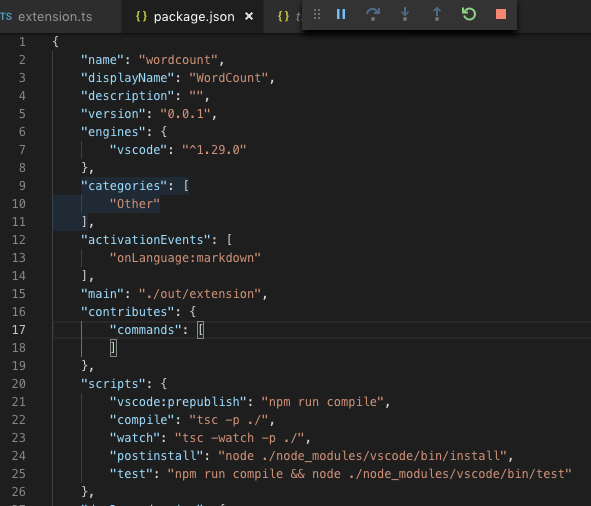 TS extension.ts {} package.json × {} t
1 {
2 "name": "wordcount",
3 "displayName": "WordCount",
4 "description": "",
5 "version": "0.0.1",
6 "engines": {
7 "vscode": "^1.29.0"
8 },
9 "categories": [
10 "Other"
11 ],
12 "activationEvents": [
13 "onLanguage:markdown"
14 ],
15 "main": "./out/extension",
16 "contributes": {
17 "commands": [
18 ]
19 },
20 "scripts": {
21 "vscode:prepublish": "npm run compile",
22 "compile": "tsc -p ./",
23 "watch": "tsc -watch -p ./",
24 "postinstall": "node ./node_modules/vscode/bin/install",
25 "test": "npm run compile && node ./node_modules/vscode/bin/test"
26 },